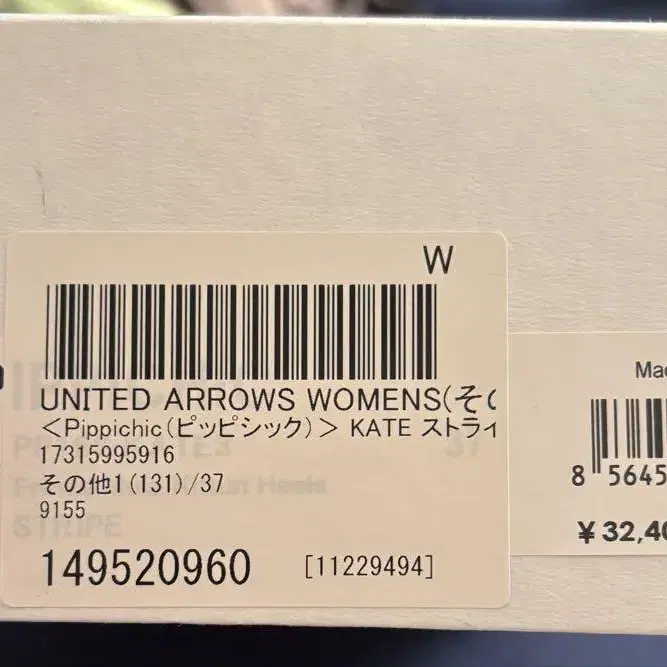 W
UNITED ARROWS WOMENS(その
＜Pippichic(ピッピシック)＞ KATE ストライ
17315995916
その他1(131)/37
9155
149520960 [11229494]
37
STRIPE
Mad
8 5645
¥32,40